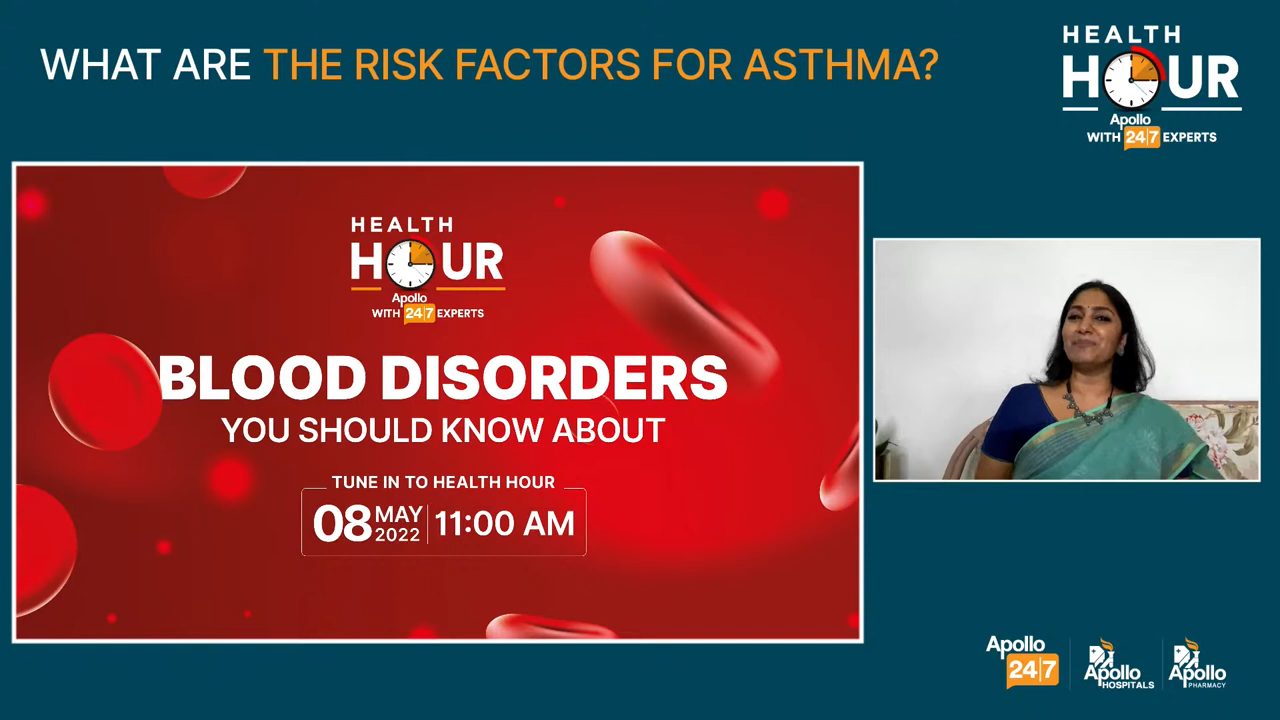 WHAT ARE THE RISK FACTORS FOR ASTHMA?
HEALTH
HOUR
Apollo
WITH 24|7 EXPERTS
HEALTH
HOUR
Apollo
WITH 24|7 EXPERTS
BLOOD DISORDERS
YOU SHOULD KNOW ABOUT
TUNE IN TO HEALTH HOUR
08 MAY 2022 | 11:00 AM
Apollo
24|7
Apollo
HOSPITALS
Apollo
PHARMACY